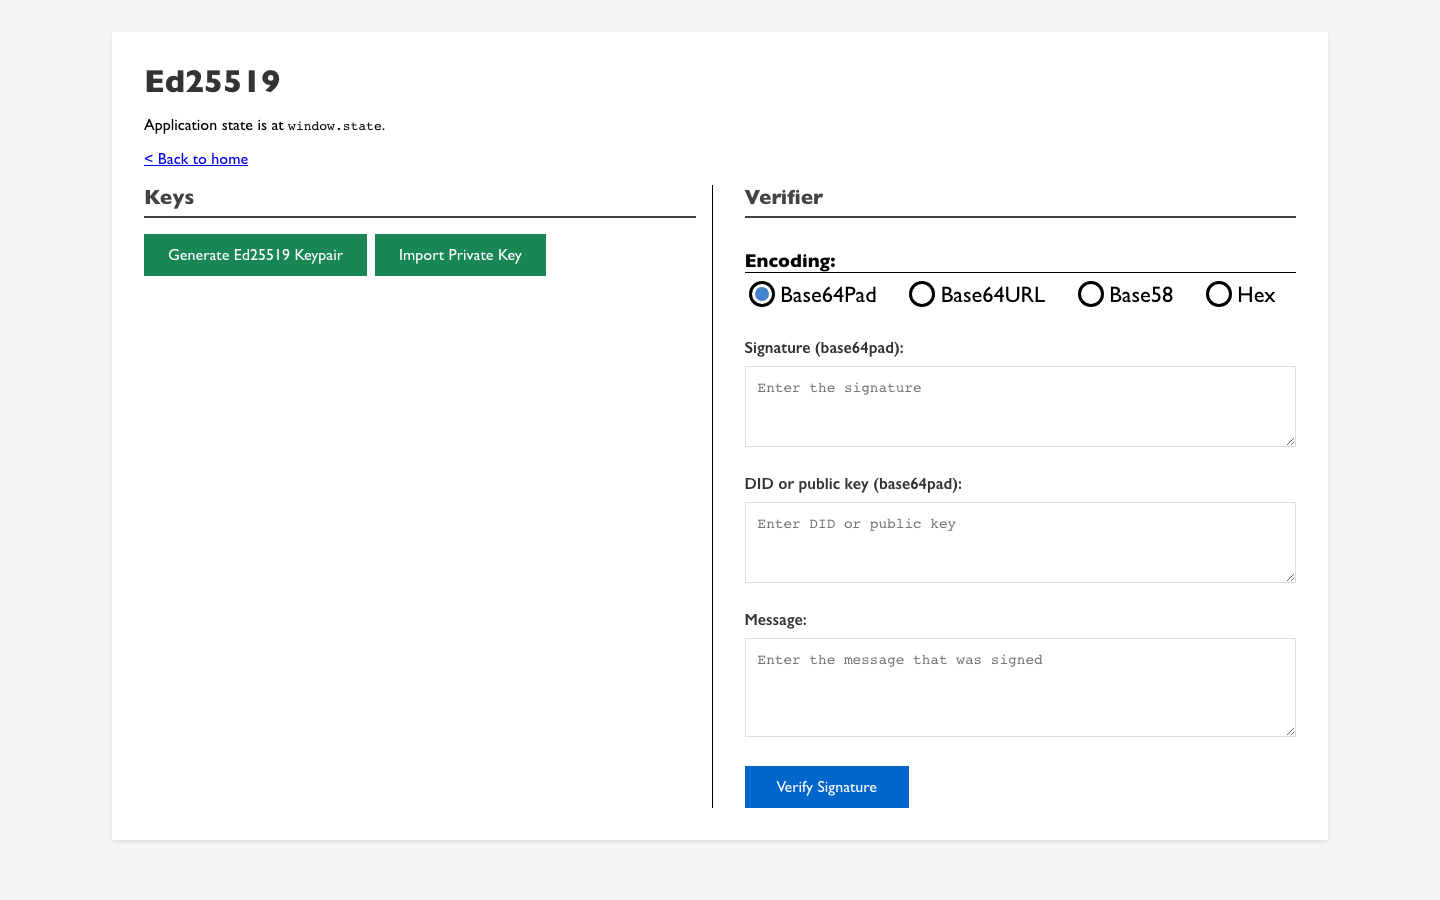 Ed25519
Application state is at window.state.
< Back to home
Keys
Generate Ed25519 Keypair
Import Private Key
Verifier
Encoding:
Base64Pad
Base64URL
Base58
Hex
Signature (base64pad):
Enter the signature
DID or public key (base64pad):
Enter DID or public key
Message:
Enter the message that was signed
Verify Signature